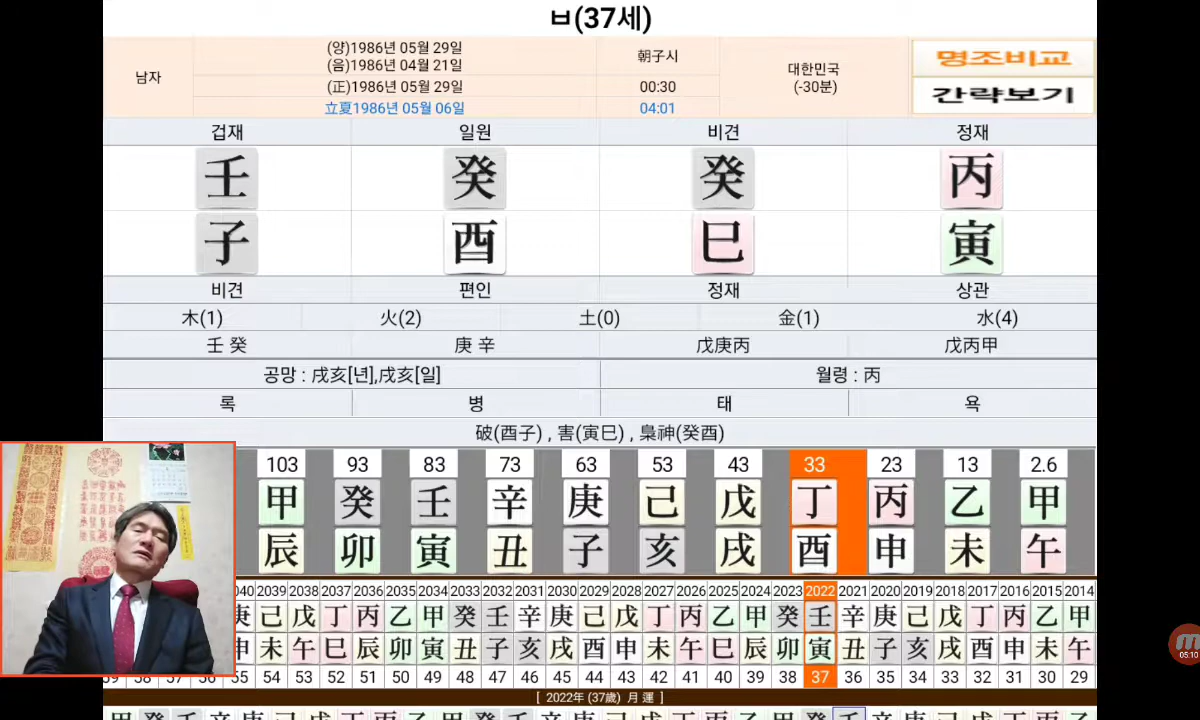 ㅂ(37세)
남자
(양)1986년 05월 29일
(음)1986년 04월 21일
(正)1986년 05월 29일
立夏1986년 05월 06일
朝子시
00:30
04:01
대한민국
(-30분)
명조비교
간략보기
겁재 일원 비견 정재
壬 癸 癸 丙
子 酉 巳 寅
비견 편인 정재 상관
木(1) 火(2) 土(0) 金(1) 水(4)
壬 癸 庚 辛 戊庚丙 戊丙甲
공망 : 戌亥[년],戌亥[일] 월령 : 丙
록 병 태 욕
破(酉子) , 害(寅巳) , 梟神(癸酉)
103 93 83 73 63 53 43 33 23 13 2.6
甲 癸 壬 辛 庚 己 戊 丁 丙 乙 甲
辰 卯 寅 丑 子 亥 戌 酉 申 未 午
2039 2038 2037 2036 2035 2034 2033 2032 2031 2030 2029 2028 2027 2026 2025 2024 2023 2022 2021 2020 2019 2018 2017 2016 2015 2014
己 戊 丁 丙 乙 甲 癸 壬 辛 庚 己 戊 丁 丙 乙 甲 癸 壬 辛 庚 己 戊 丁 丙 乙 甲
未 午 巳 辰 卯 寅 丑 子 亥 戌 酉 申 未 午 巳 辰 卯 寅 丑 子 亥 戌 酉 申 未 午
55 54 53 52 51 50 49 48 47 46 45 44 43 42 41 40 39 38 37 36 35 34 33 32 31 30 29
[ 2022年 (37歲) 月 運 ]
05:10